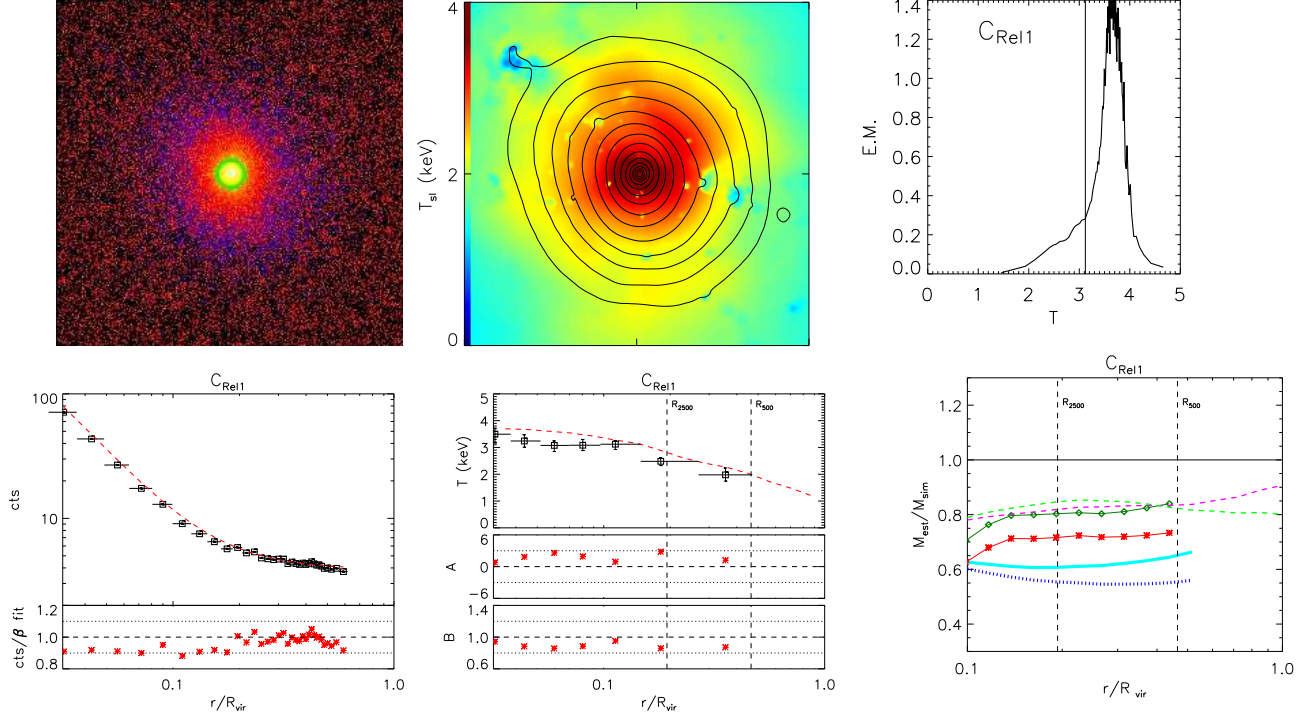 4
2
0
T_sl (keV)
1.4
1.2
1.0
0.8
0.6
0.4
0.2
0.0
E.M.
C_Rel1
0 1 2 3 4 5
T
C_Rel1
100
10
cts
1.2
1.0
0.8
cts/β fit
0.1 1.0
r/R_vir
C_Rel1
5
4
3
2
1
0
T (keV)
R_2500 R_500
6
0
-6
A
1.4
1.0
0.6
B
0.1 1.0
r/R_vir
C_Rel1
1.2
1.0
0.8
0.6
0.4
M_est/M_sim
R_2500 R_500
0.1 1.0
r/R_vir